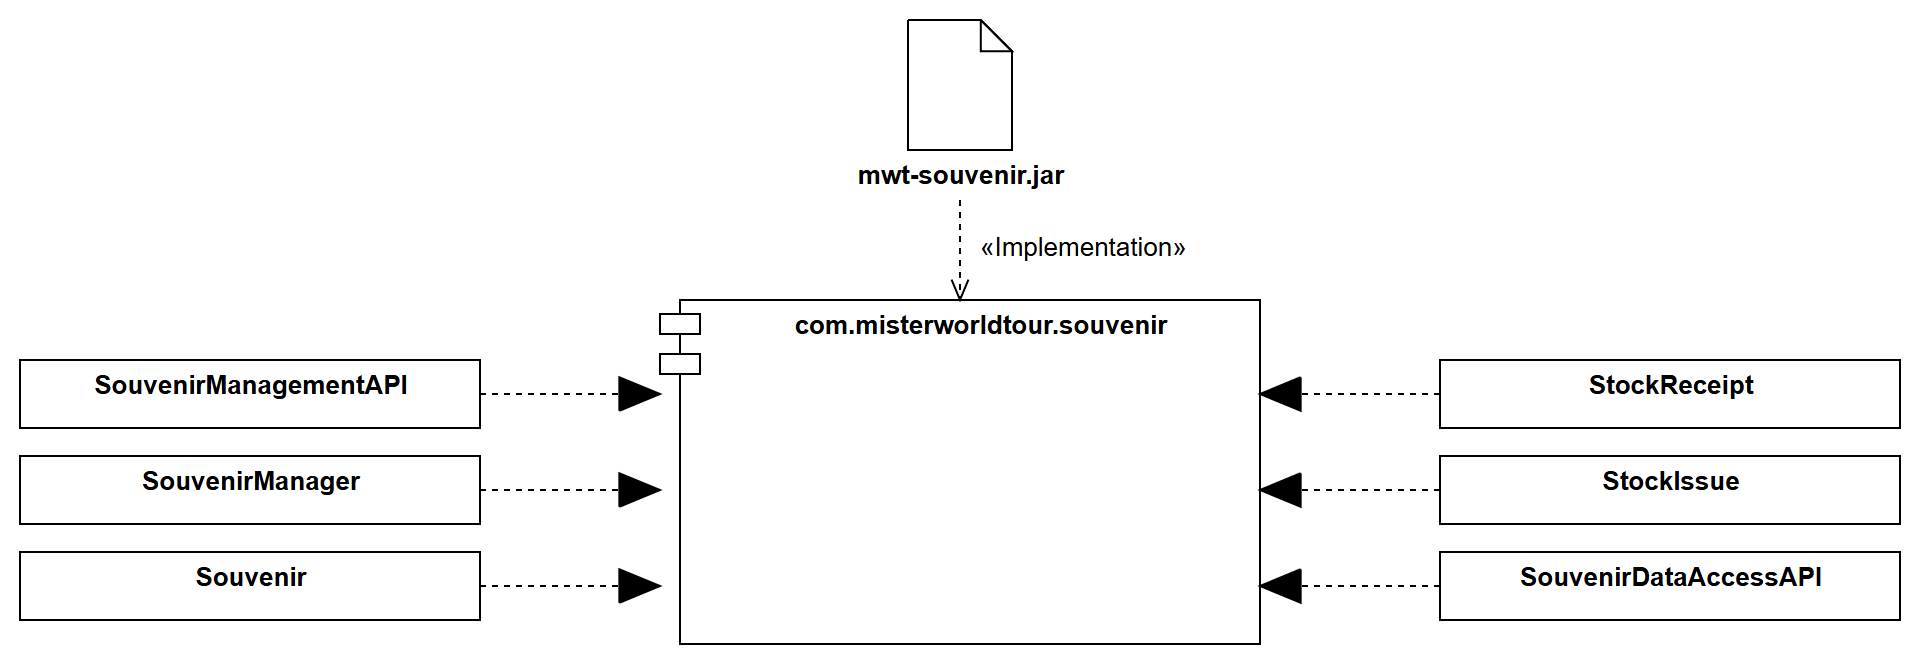 mwt-souvenir.jar
«Implementation»
com.misterworldtour.souvenir
SouvenirManagementAPI
SouvenirManager
Souvenir
StockReceipt
StockIssue
SouvenirDataAccessAPI